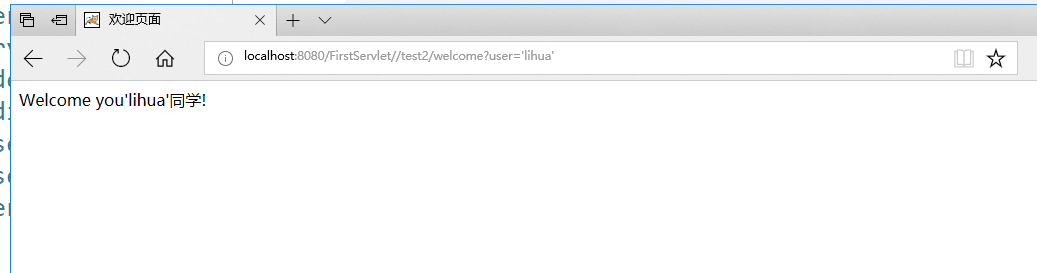 欢迎页面
localhost:8080/FirstServlet//test2/welcome?user='lihua'
Welcome you'lihua'同学!